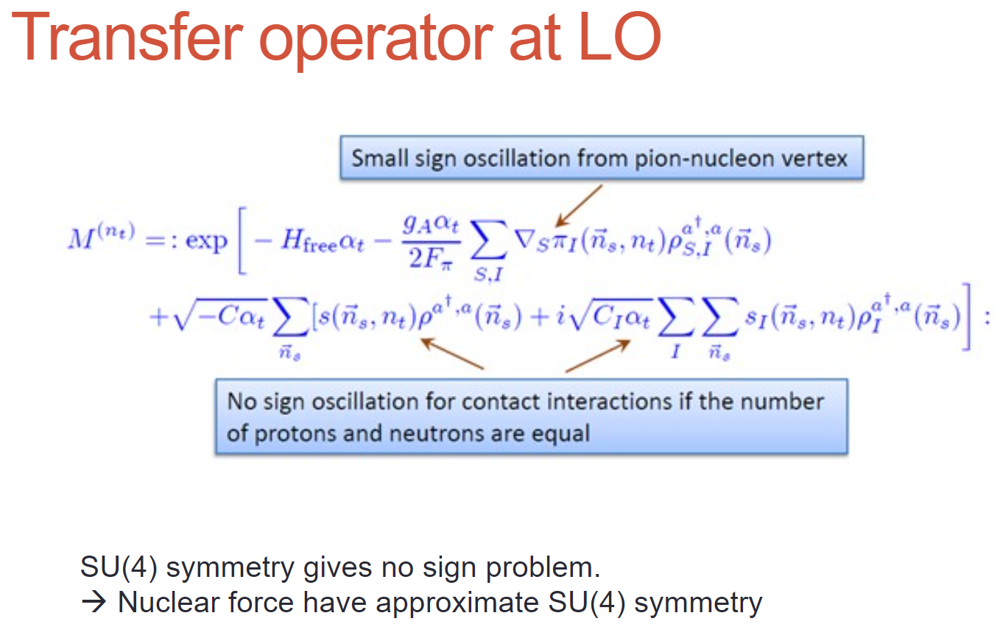 Transfer operator at LO
Small sign oscillation from pion-nucleon vertex
$M^{(n_t)} =: \exp\left[ -H_{\text{free}}\alpha_t - \frac{g_A \alpha_t}{2F_\pi} \sum_{S,I} \nabla_S \pi_I(\vec{n}_s, n_t) \rho_{S,I}^{a^\dagger,a}(\vec{n}_s) \right.$
$\left. + \sqrt{-C\alpha_t} \sum_{\vec{n}_s} [s(\vec{n}_s, n_t) \rho^{a^\dagger,a}(\vec{n}_s) + i\sqrt{C_I \alpha_t} \sum_I \sum_{\vec{n}_s} s_I(\vec{n}_s, n_t) \rho_I^{a^\dagger,a}(\vec{n}_s) \right] :$
No sign oscillation for contact interactions if the number
of protons and neutrons are equal
SU(4) symmetry gives no sign problem.
→ Nuclear force have approximate SU(4) symmetry